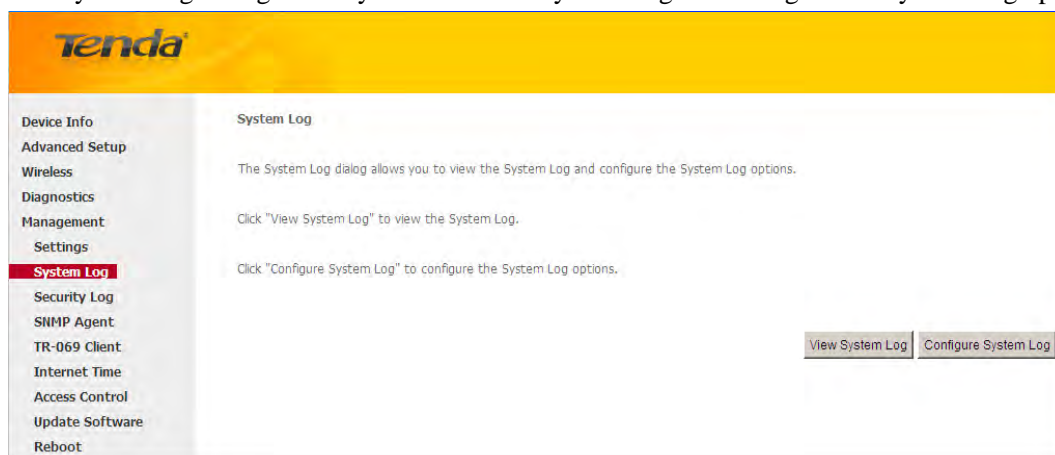 Tenda
Device Info
Advanced Setup
Wireless
Diagnostics
Management
Settings
System Log
Security Log
SNMP Agent
TR-069 Client
Internet Time
Access Control
Update Software
Reboot
System Log
The System Log dialog allows you to view the System Log and configure the System Log options.
Click "View System Log" to view the System Log.
Click "Configure System Log" to configure the System Log options.
View System Log
Configure System Log